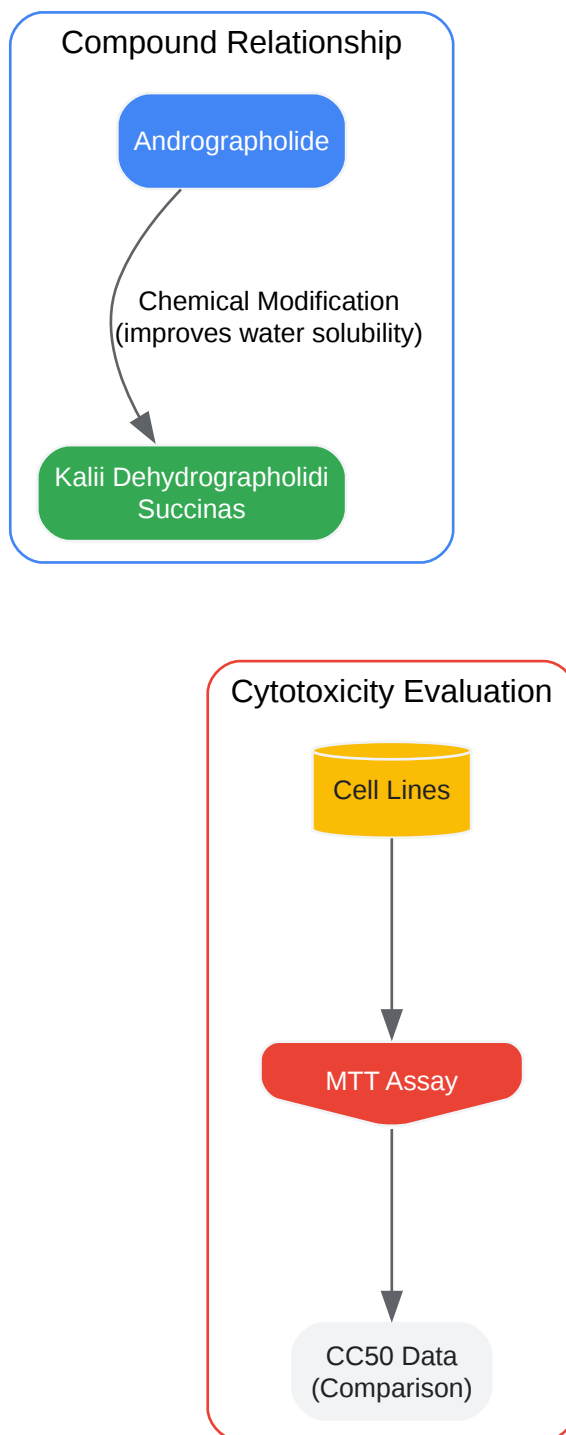 Compound Relationship
Andrographolide
Chemical Modification
(improves water solubility)
Kalii Dehydrographolidi
Succinas
Cytotoxicity Evaluation
Cell Lines
MTT Assay
CC50 Data
(Comparison)